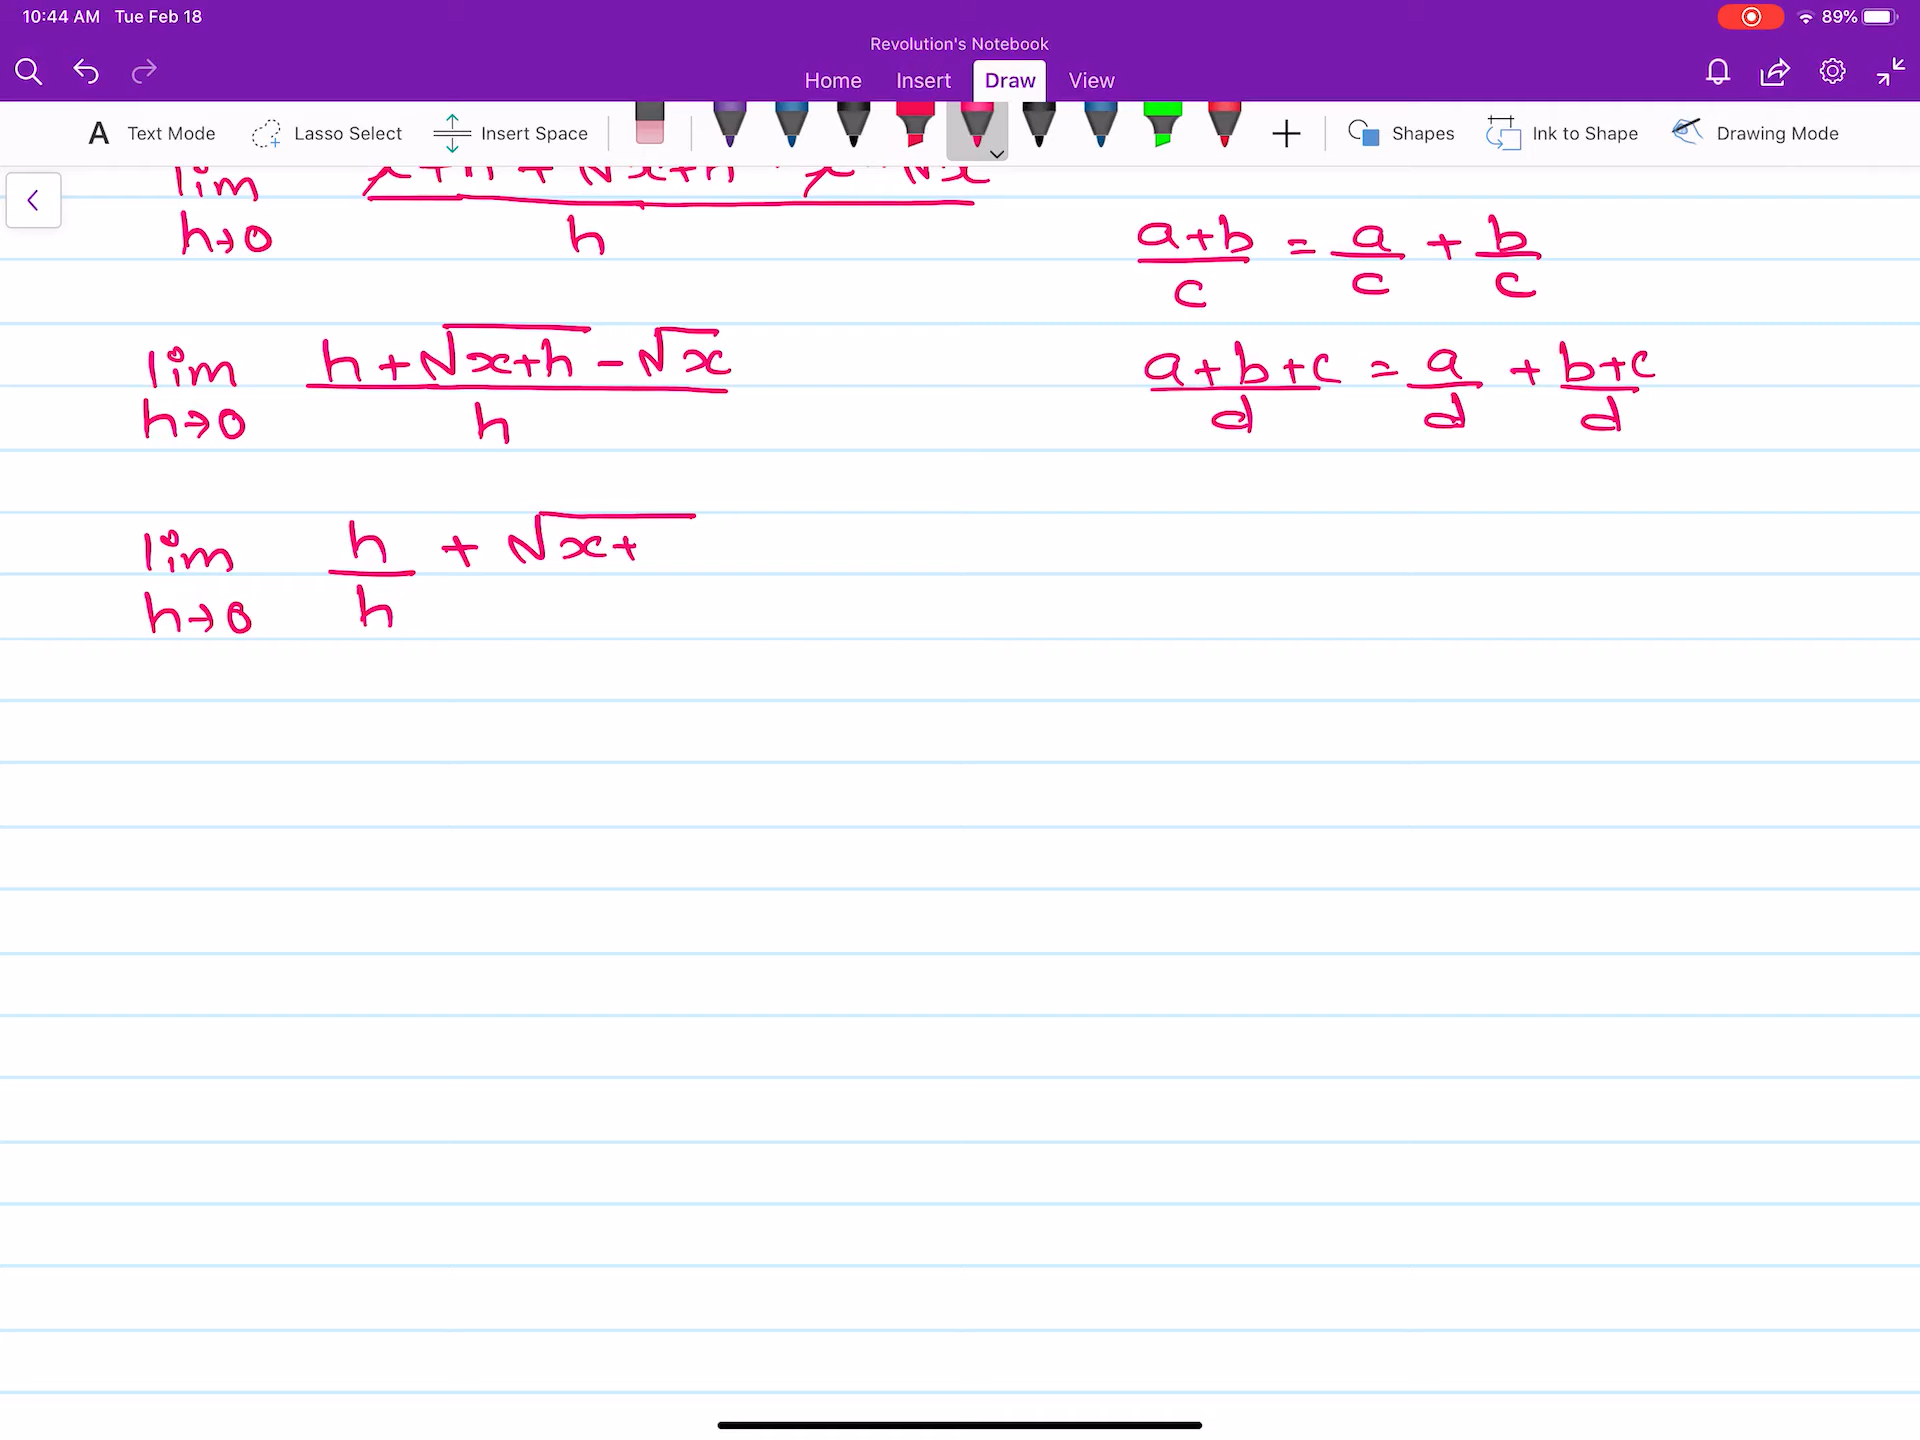 10:44 AM Tue Feb 18 89%
Revolution's Notebook
Home Insert Draw View
A Text Mode Lasso Select Insert Space Shapes Ink to Shape Drawing Mode
lim x+h + √x+h - x - √x
h→0 h
a+b = a + b
c c c
lim h+√x+h - √x
h→0 h
a+b+c = a + b+c
d d d
lim h + √x+
h→0 h